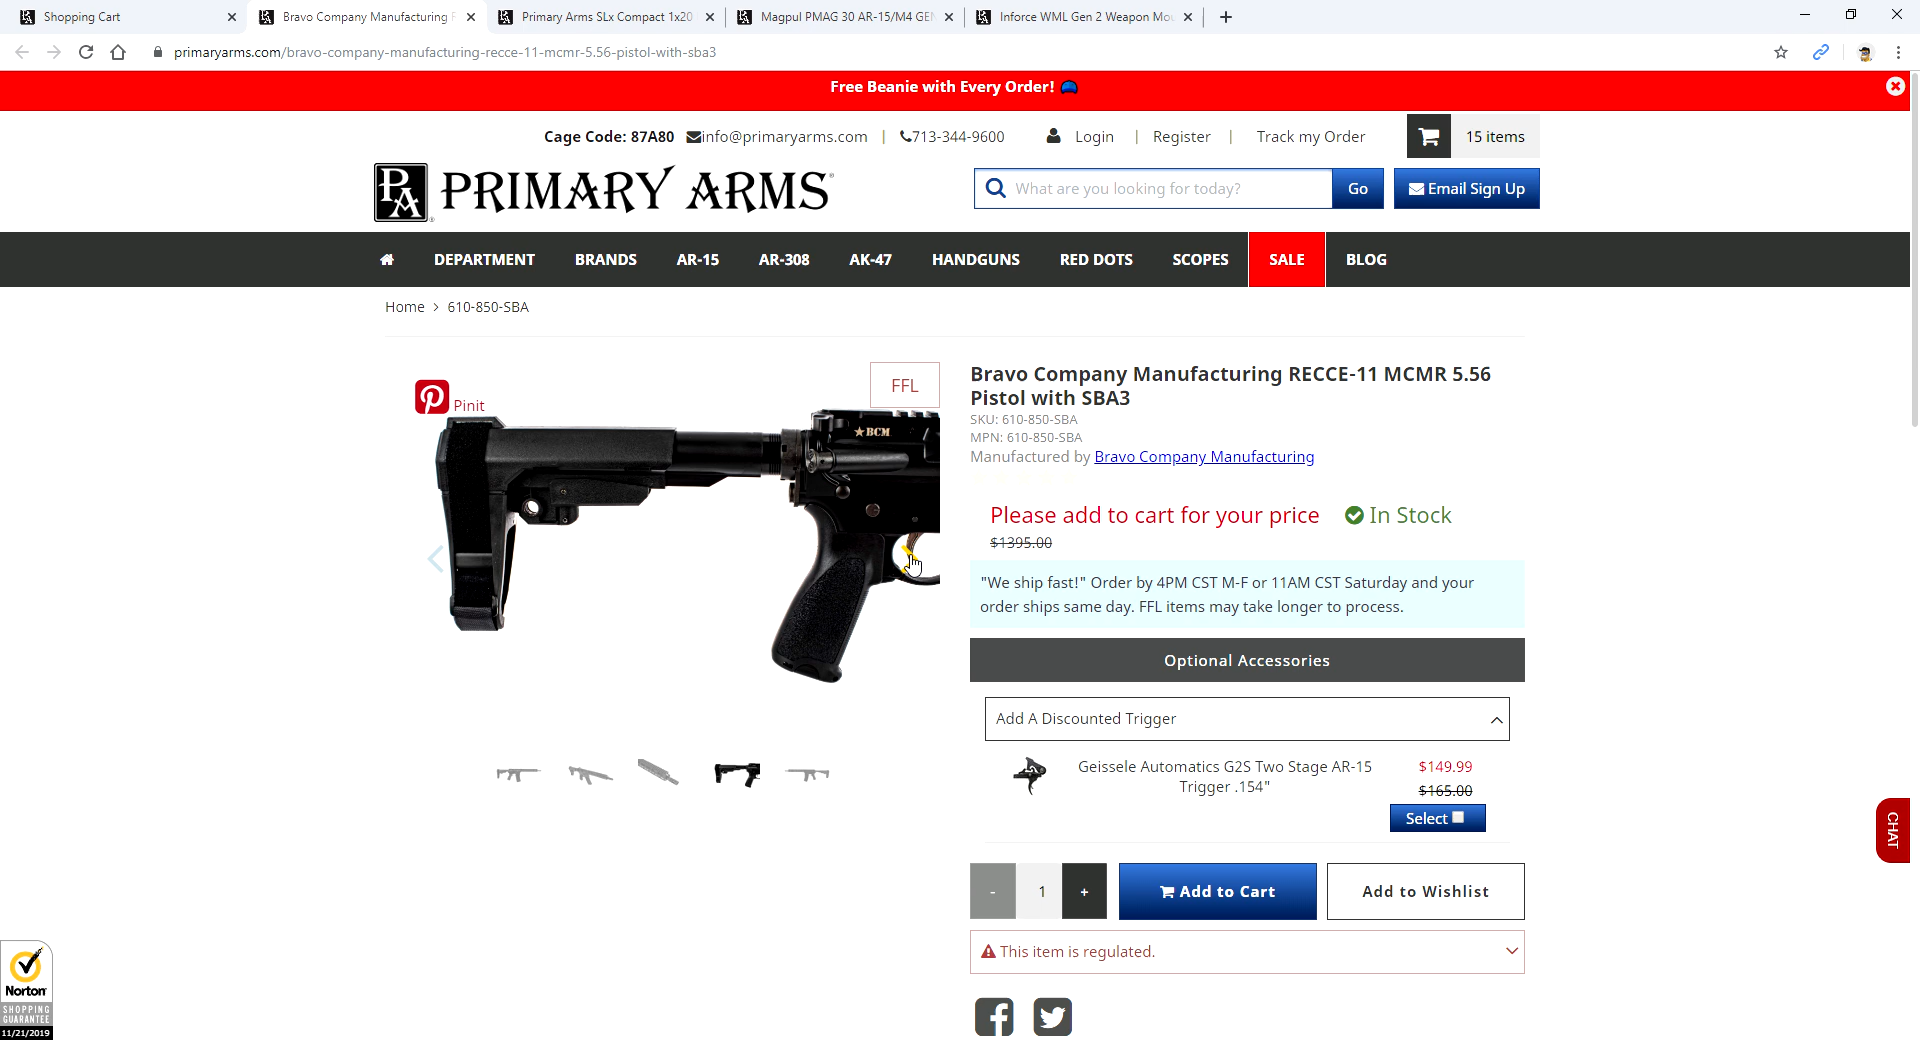 Shopping Cart
Bravo Company Manufacturing
Primary Arms SLx Compact 1x20
Magpul PMAG 30 AR-15/M4 GEN
Inforce WML Gen 2 Weapon Mou
primaryarms.com/bravo-company-manufacturing-recce-11-mcmr-5.56-pistol-with-sba3
Free Beanie with Every Order!
Cage Code: 87A80 info@primaryarms.com | 713-344-9600 Login | Register | Track my Order 15 items
PA PRIMARY ARMS
What are you looking for today? Go Email Sign Up
DEPARTMENT BRANDS AR-15 AR-308 AK-47 HANDGUNS RED DOTS SCOPES SALE BLOG
Home > 610-850-SBA
Pinit
FFL
BCM
Bravo Company Manufacturing RECCE-11 MCMR 5.56
Pistol with SBA3
SKU: 610-850-SBA
MPN: 610-850-SBA
Manufactured by Bravo Company Manufacturing
Please add to cart for your price In Stock
$1395.00
"We ship fast!" Order by 4PM CST M-F or 11AM CST Saturday and your
order ships same day. FFL items may take longer to process.
Optional Accessories
Add A Discounted Trigger
Geissele Automatics G2S Two Stage AR-15
Trigger .154"
$149.99
$165.00
Select
- 1 + Add to Cart Add to Wishlist
This item is regulated.
CHAT
Norton
SHOPPING
GUARANTEE
11/21/2019